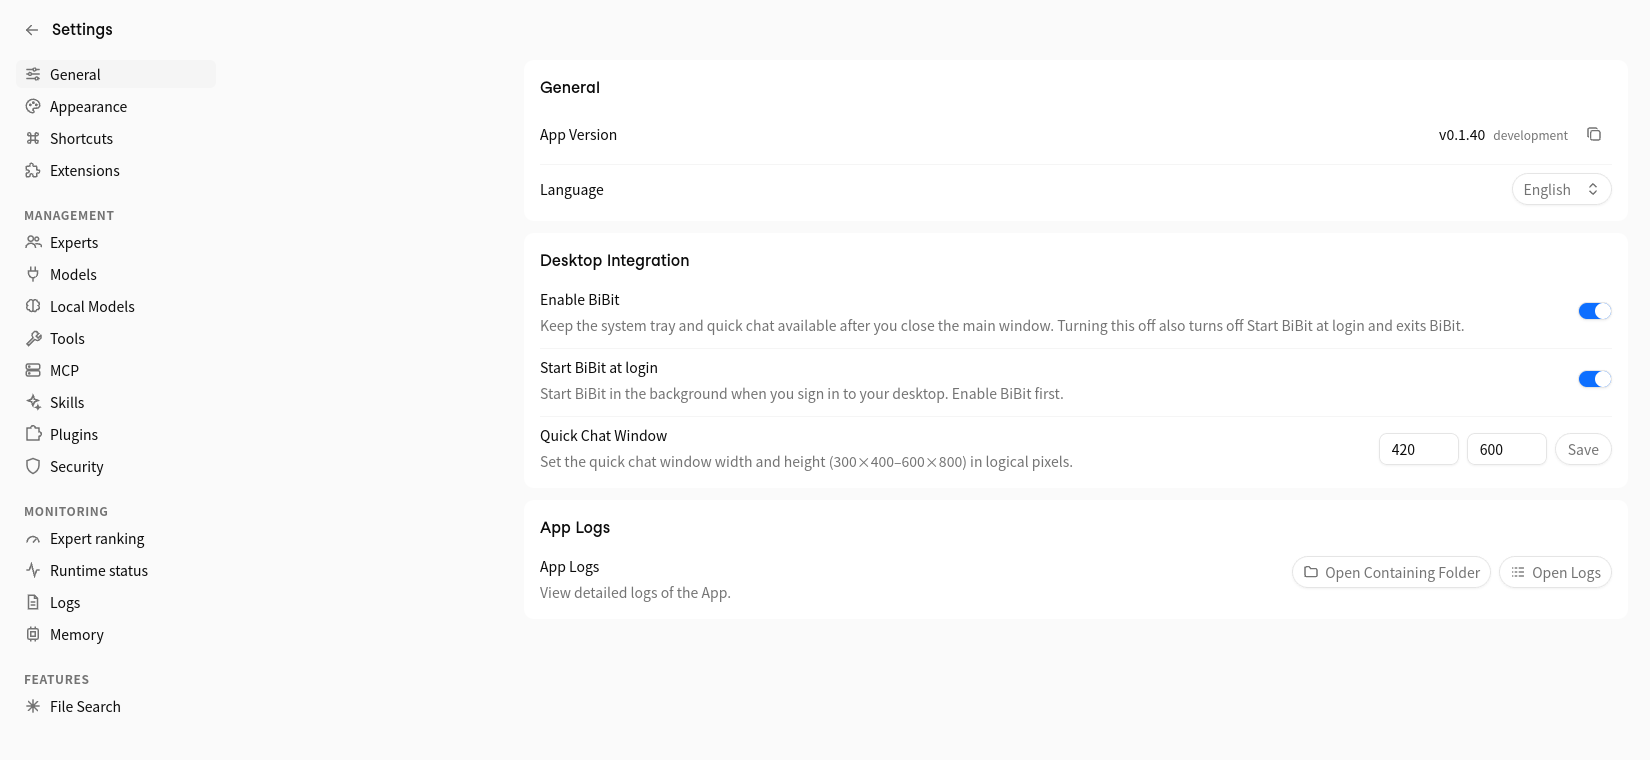 Settings
General
Appearance
Shortcuts
Extensions
MANAGEMENT
Experts
Models
Local Models
Tools
MCP
Skills
Plugins
Security
MONITORING
Expert ranking
Runtime status
Logs
Memory
FEATURES
File Search
General
App Version
v0.1.40 development
Language
English
Desktop Integration
Enable BiBit
Keep the system tray and quick chat available after you close the main window. Turning this off also turns off Start BiBit at login and exits BiBit.
Start BiBit at login
Start BiBit in the background when you sign in to your desktop. Enable BiBit first.
Quick Chat Window
Set the quick chat window width and height (300×400–600×800) in logical pixels.
420 600 Save
App Logs
App Logs
View detailed logs of the App.
Open Containing Folder Open Logs